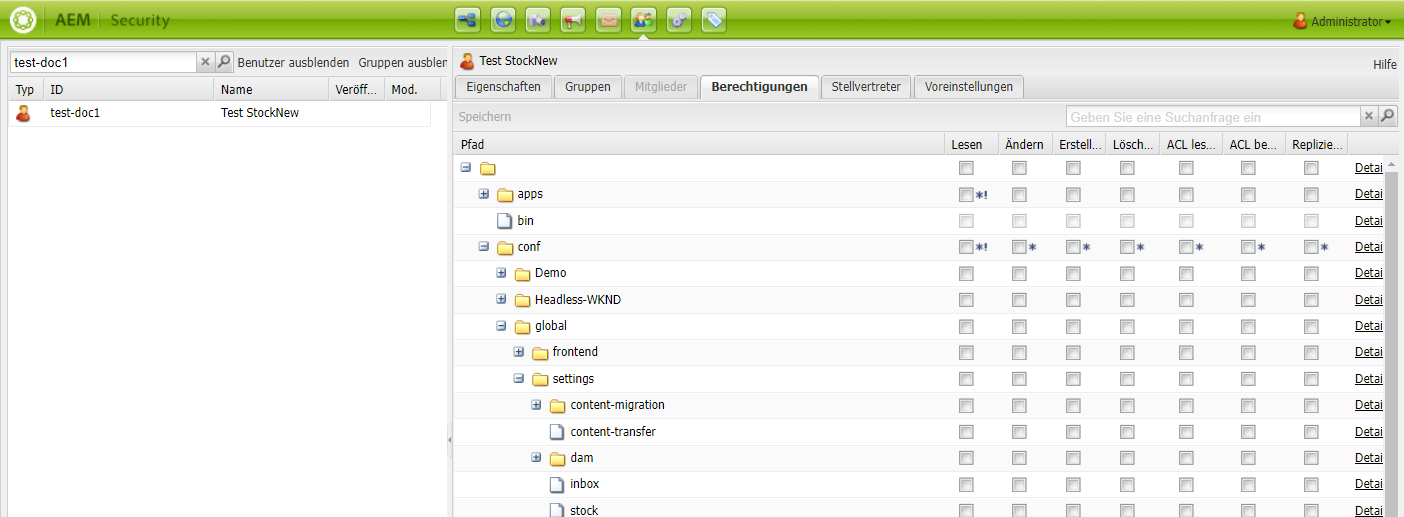 AEM Security Administrator
test-doc1 Benutzer ausblenden Gruppen ausblen
Typ ID Name Veröff... Mod.
test-doc1 Test StockNew
Test StockNew
Hilfe
Eigenschaften Gruppen Mitglieder Berechtigungen Stellvertreter Voreinstellungen
Speichern Geben Sie eine Suchanfrage ein
Pfad Lesen Ändern Erstell... Lösch... ACL les... ACL be... Replizie...
Detai
apps *! Detai
bin Detai
conf *! * * * * * * Detai
Demo Detai
Headless-WKND Detai
global Detai
frontend Detai
settings Detai
content-migration Detai
content-transfer Detai
dam Detai
inbox Detai
stock Detai